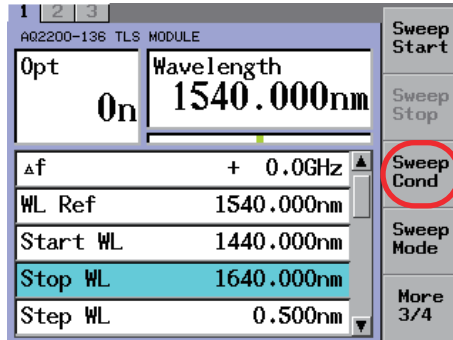 1 2 3
AQ2200-136 TLS MODULE
Opt
On
Wavelength
1540.000nm
▵f + 0.0GHz
WL Ref 1540.000nm
Start WL 1440.000nm
Stop WL 1640.000nm
Step WL 0.500nm
Sweep
Start
Sweep
Stop
Sweep
Cond
Sweep
Mode
More
3/4